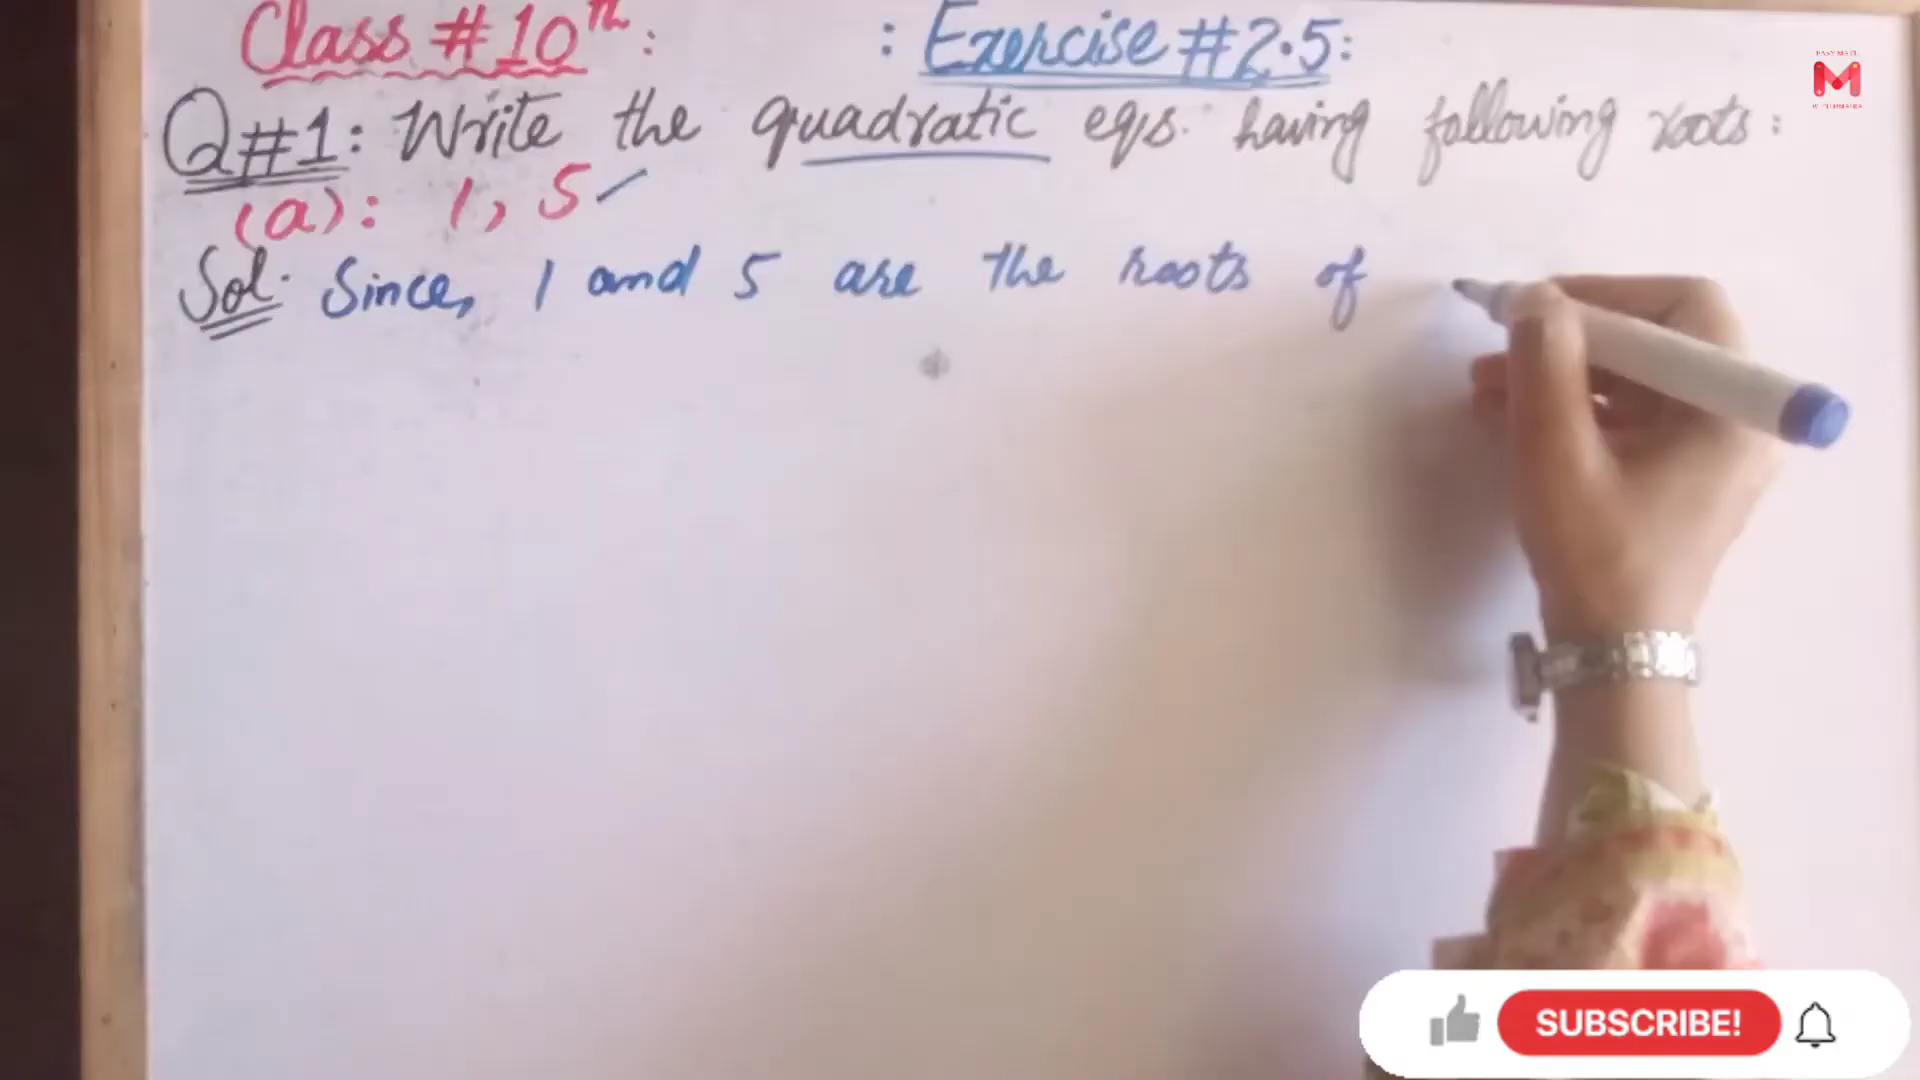 Class #10th: : Exercise #2.5:
Q#1: Write the quadratic eqs. having following roots:
(a): 1, 5
Sol. Since, 1 and 5 are the roots of
SUBSCRIBE!